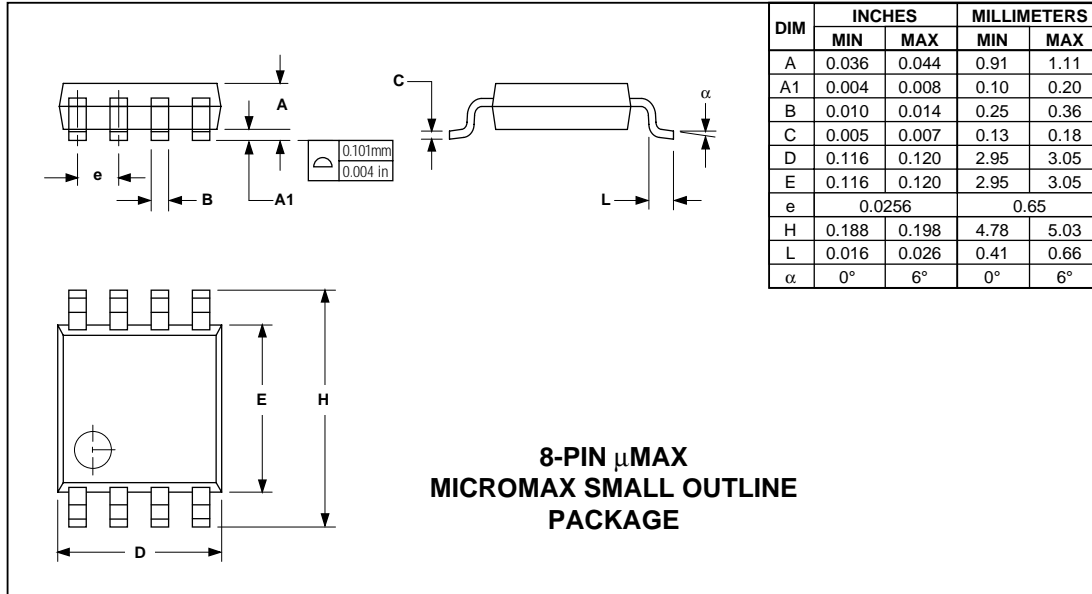 DIM INCHES MILLIMETERS
MIN MAX MIN MAX
A 0.036 0.044 0.91 1.11
A1 0.004 0.008 0.10 0.20
B 0.010 0.014 0.25 0.36
C 0.005 0.007 0.13 0.18
D 0.116 0.120 2.95 3.05
E 0.116 0.120 2.95 3.05
e 0.0256 0.65
H 0.188 0.198 4.78 5.03
L 0.016 0.026 0.41 0.66
α 0° 6° 0° 6°
A
C
α
0.101mm
0.004 in
e
B
A1
L
E
H
D
8-PIN μMAX
MICROMAX SMALL OUTLINE
PACKAGE